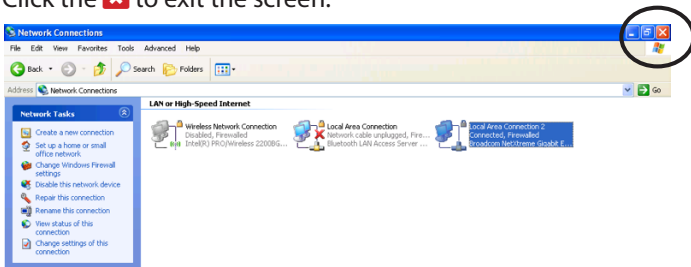 Click the to exit the screen.
Network Connections
File Edit View Favorites Tools Advanced Help
Back Search Folders
Address Network Connections Go
LAN or High-Speed Internet
Network Tasks
Create a new connection
Set up a home or small
office network
Change Windows Firewall
settings
Disable this network device
Repair this connection
Rename this connection
View status of this
connection
Change settings of this
connection
Wireless Network Connection
Disabled, Firewalled
Intel(R) PRO/Wireless 2200BG...
Local Area Connection
Network cable unplugged, Fire...
Bluetooth LAN Access Server ...
Local Area Connection 2
Connected, Firewalled
Broadcom NetXtreme Gigabit E...